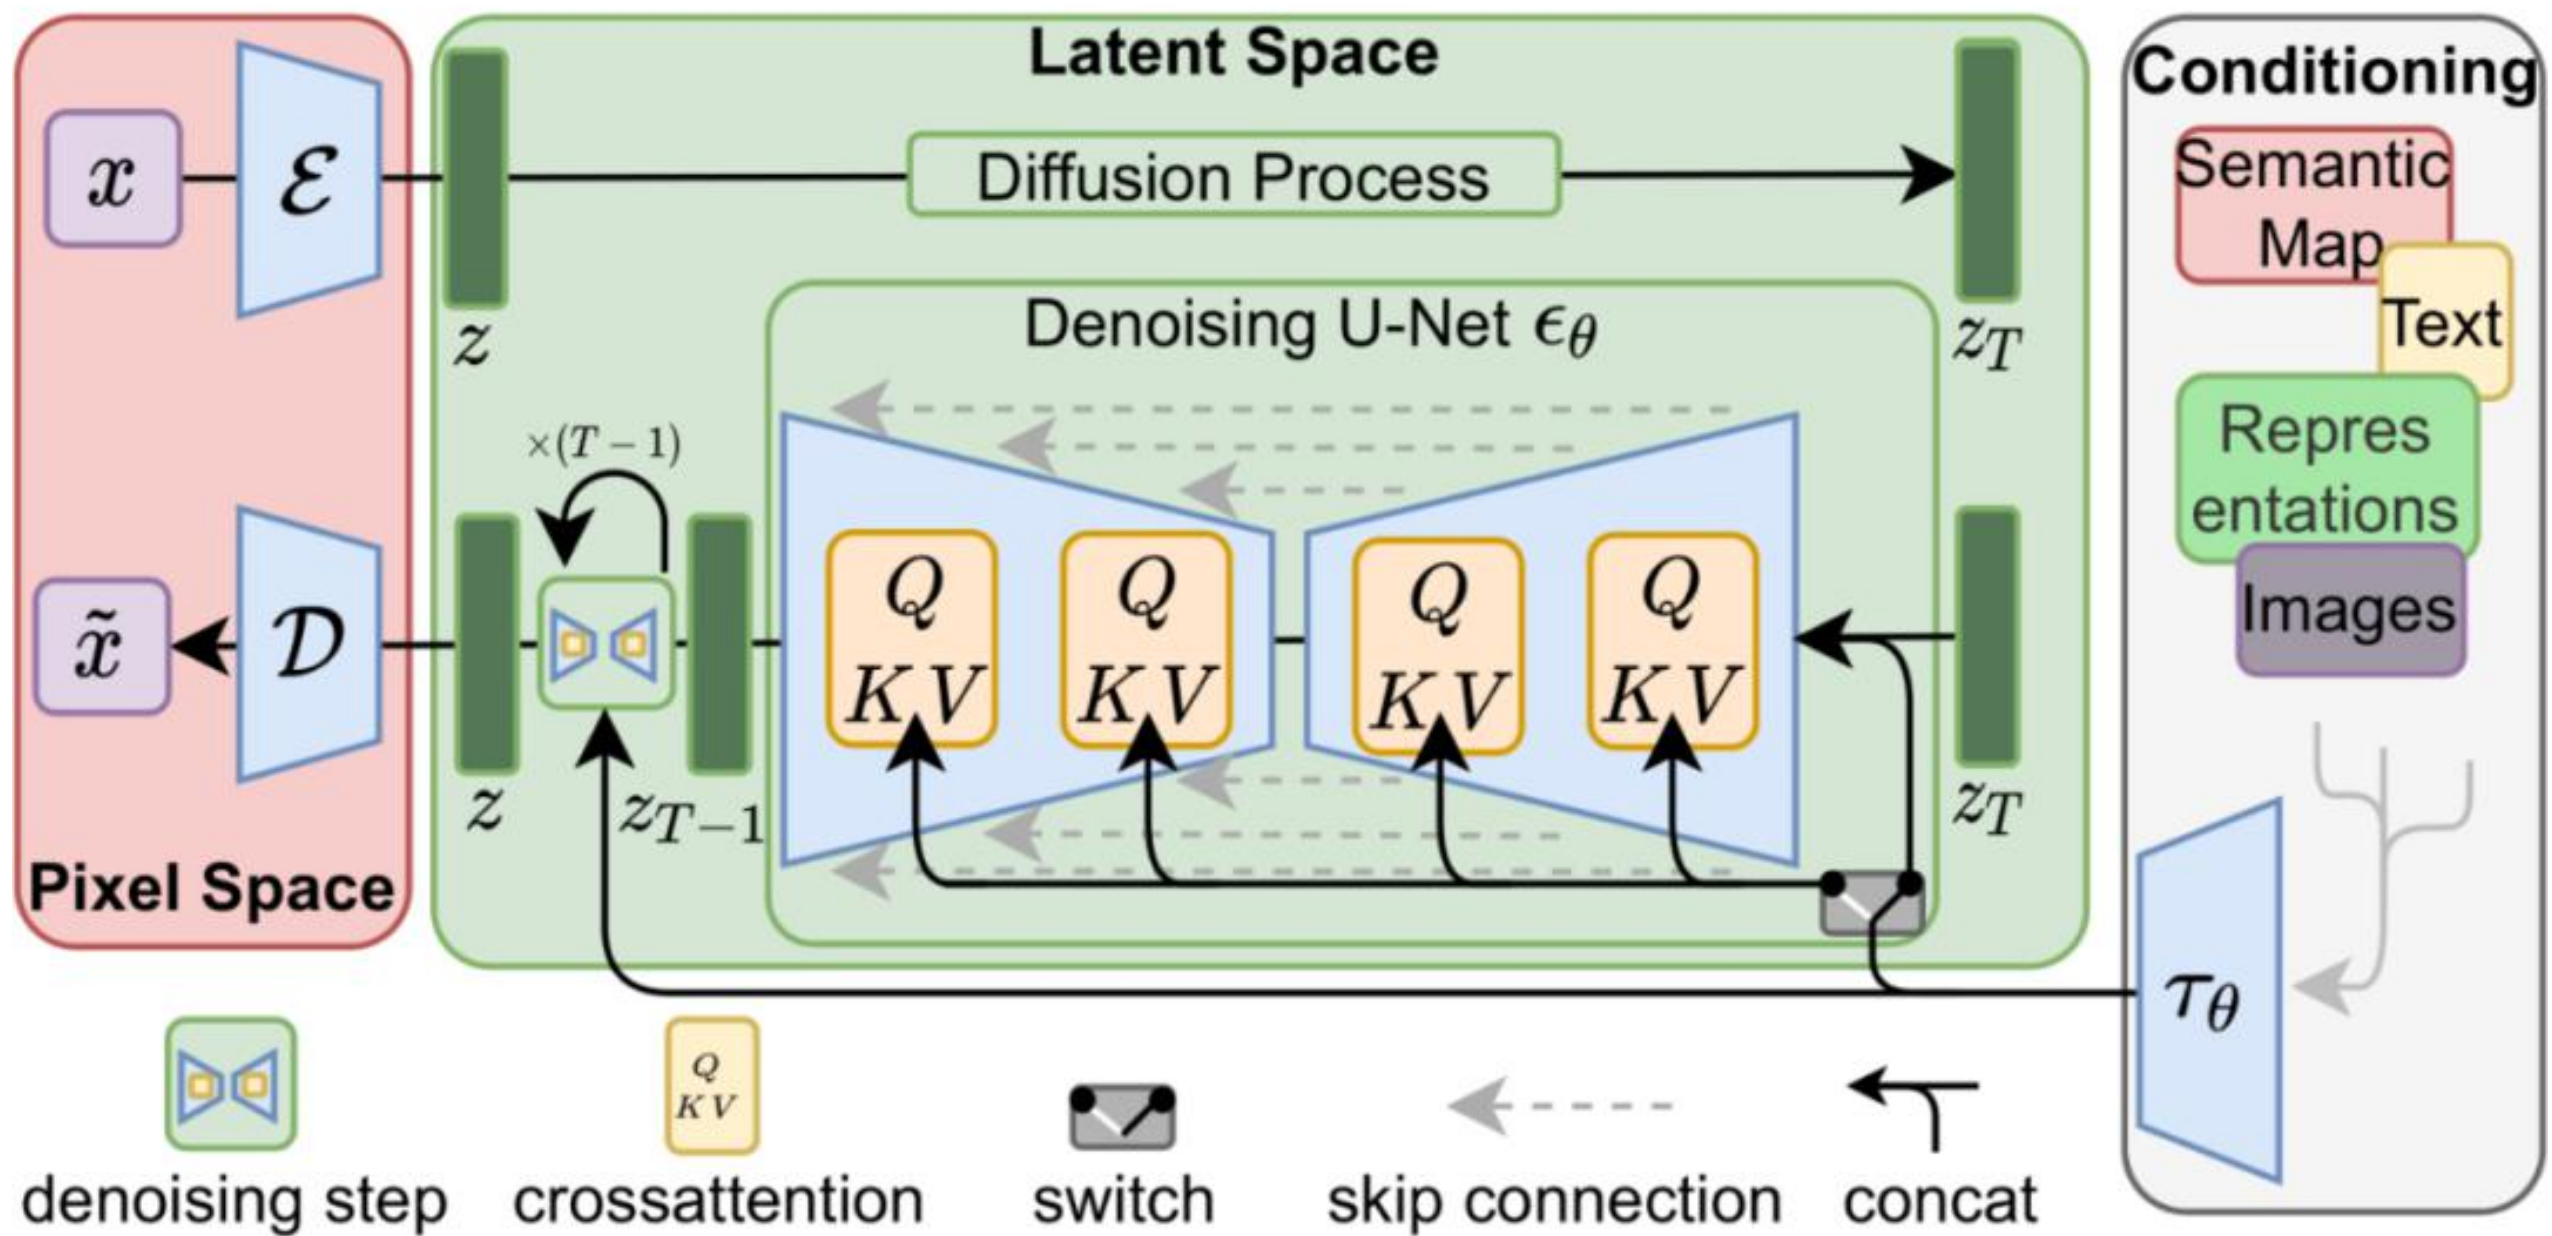 Latent Space
Conditioning
x
ℰ
Diffusion Process
Semantic
Map
z
Denoising U-Net ϵ_θ
z_T
Text
×(T − 1)
Repres
entations
Q
KV
Q
KV
Q
KV
Q
KV
Images
x̃
𝒟
z
z_{T−1}
z_T
Pixel Space
τ_θ
Q
KV
denoising step
crossattention
switch
skip connection
concat